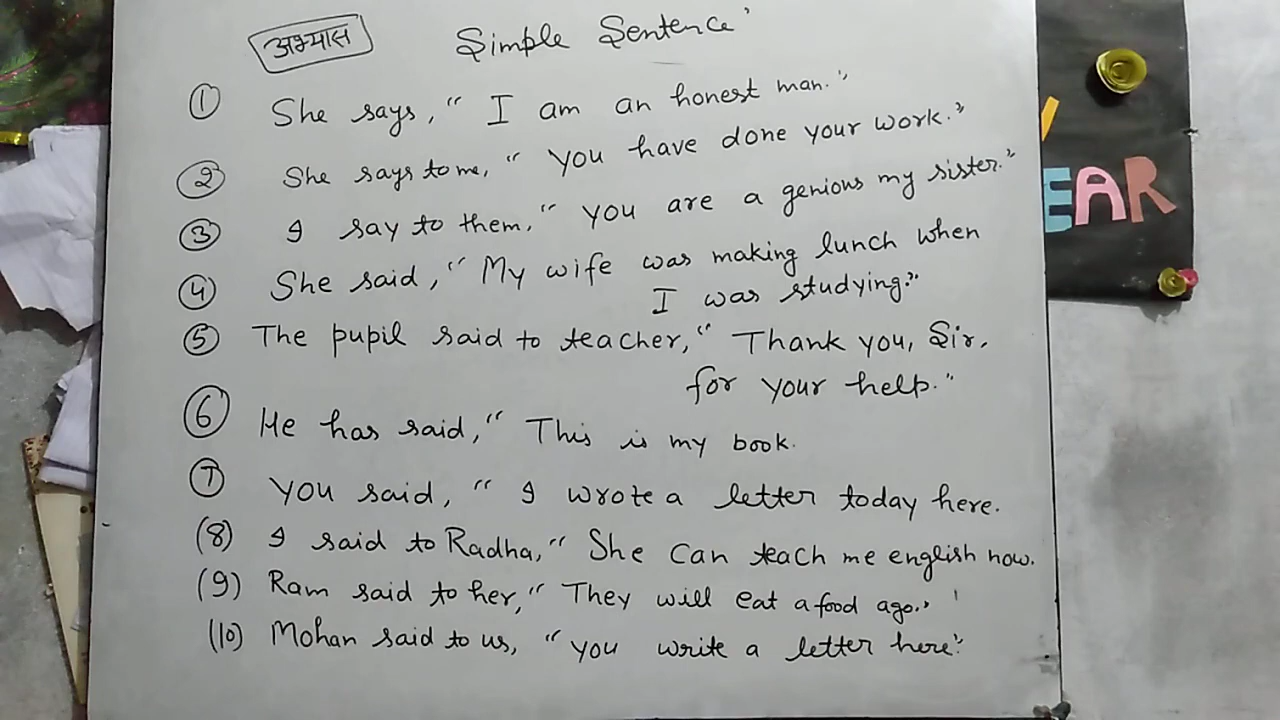 अभ्यास Simple Sentence
① She says, " I am an honest man."
② She says to me, " You have done your work."
③ I say to them, " You are a genious my sister."
④ She said, " My wife was making lunch when
I was studying."
⑤ The pupil said to teacher, " Thank you, Sir,
for your help."
⑥ He has said, " This is my book.
⑦ You said, " I wrote a letter today here.
(8) I said to Radha, " She can teach me english now.
(9) Ram said to her, " They will eat a food ago."
(10) Mohan said to us, " you write a letter here."
EAR